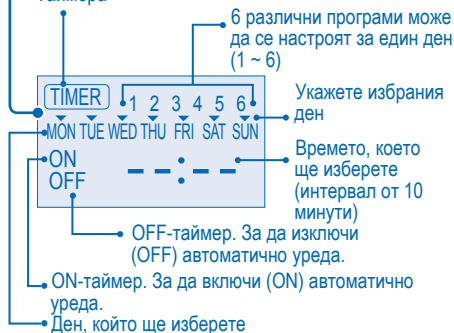 таймера
6 различни програми може
да се настроят за един ден
(1 ~ 6)
TIMER 1 2 3 4 5 6
MON TUE WED THU FRI SAT SUN
Укажете избрания
ден
ON
OFF
--:--
Времето, което
ще изберете
(интервал от 10
минути)
OFF-таймер. За да изключи
(OFF) автоматично уреда.
ON-таймер. За да включи (ON) автоматично
уреда.
Ден, който ще изберете